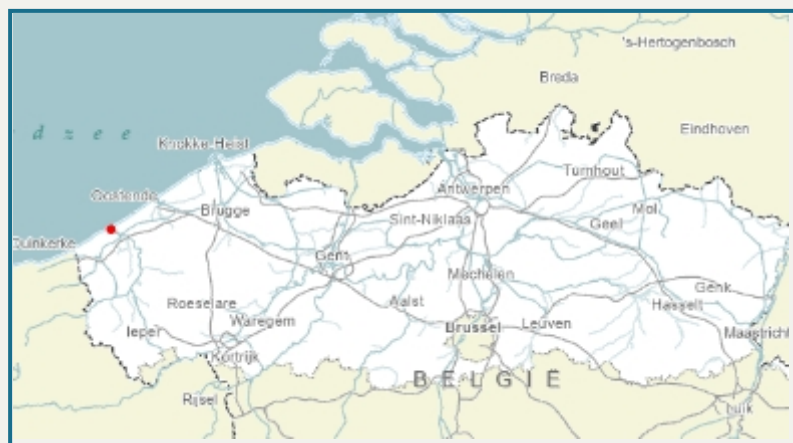 's-Hertogenbosch
Breda
d z e e
Eindhoven
Knokke-Heist
Turnhout
Antwerpen
Oostende
Mol
Brugge
Sint-Niklaas
Geel
Duinkerke
Gent
Mechelen
Genk
Roeselare
Aalst
Hasselt
Waregem
Ieper
Brussel
Leuven
Maastricht
Kortrijk
BELGIË
Rijsel
Luik